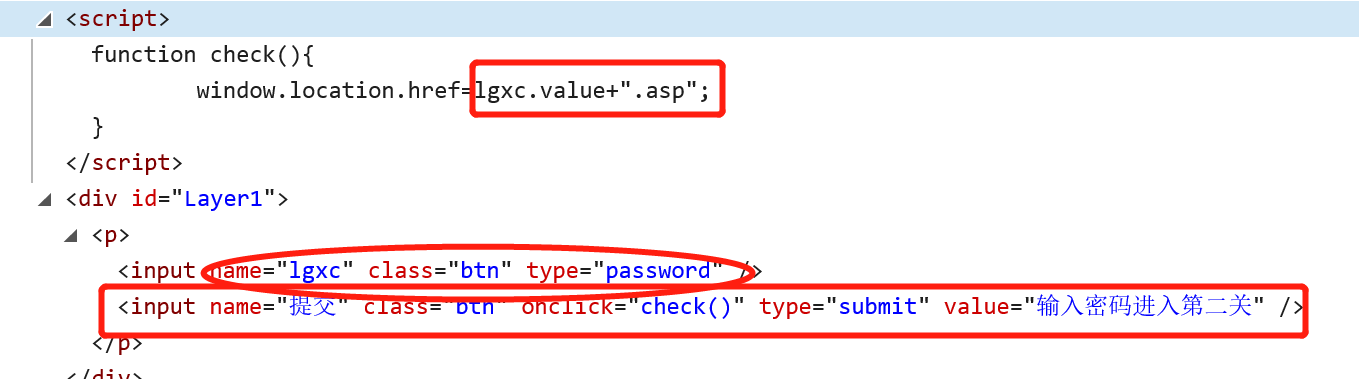 <script>
function check(){
window.location.href=lgxc.value+".asp";
}
</script>
<div id="Layer1">
<p>
<input name="lgxc" class="btn" type="password" />
<input name="提交" class="btn" onclick="check()" type="submit" value="输入密码进入第二关" />
</p>
</div>